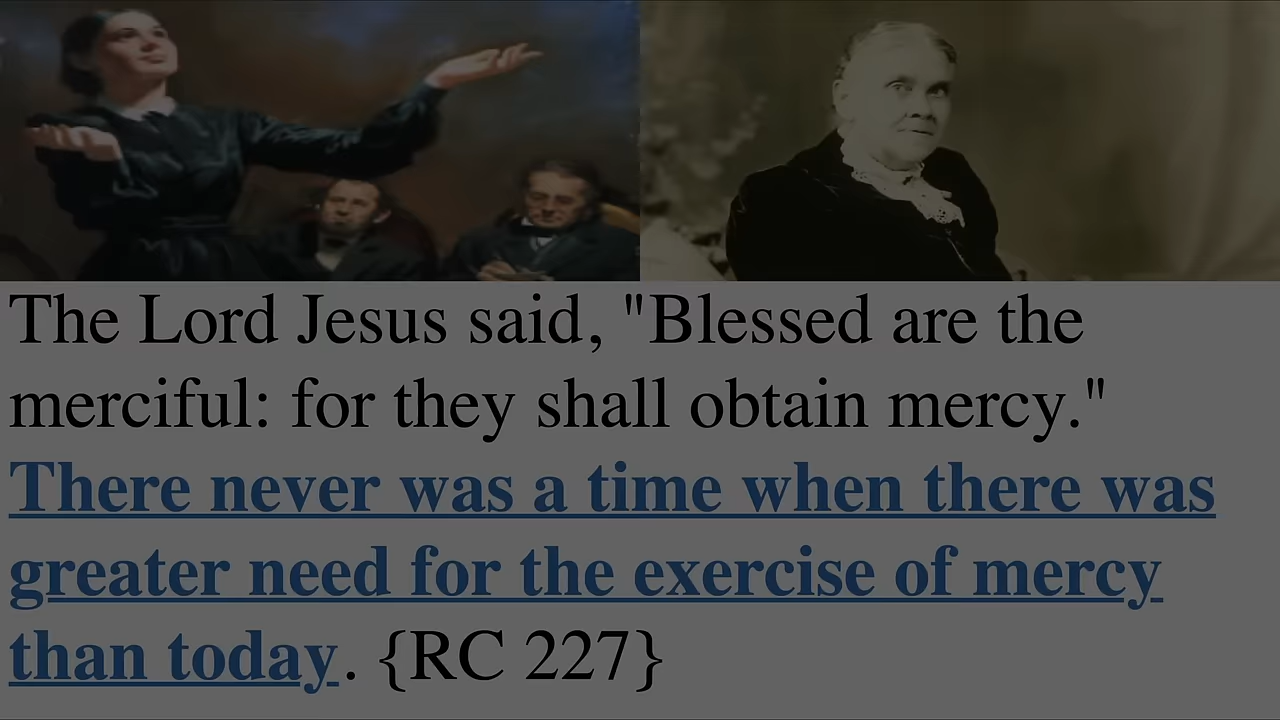 The Lord Jesus said, "Blessed are the
merciful: for they shall obtain mercy."
There never was a time when there was
greater need for the exercise of mercy
than today. {RC 227}